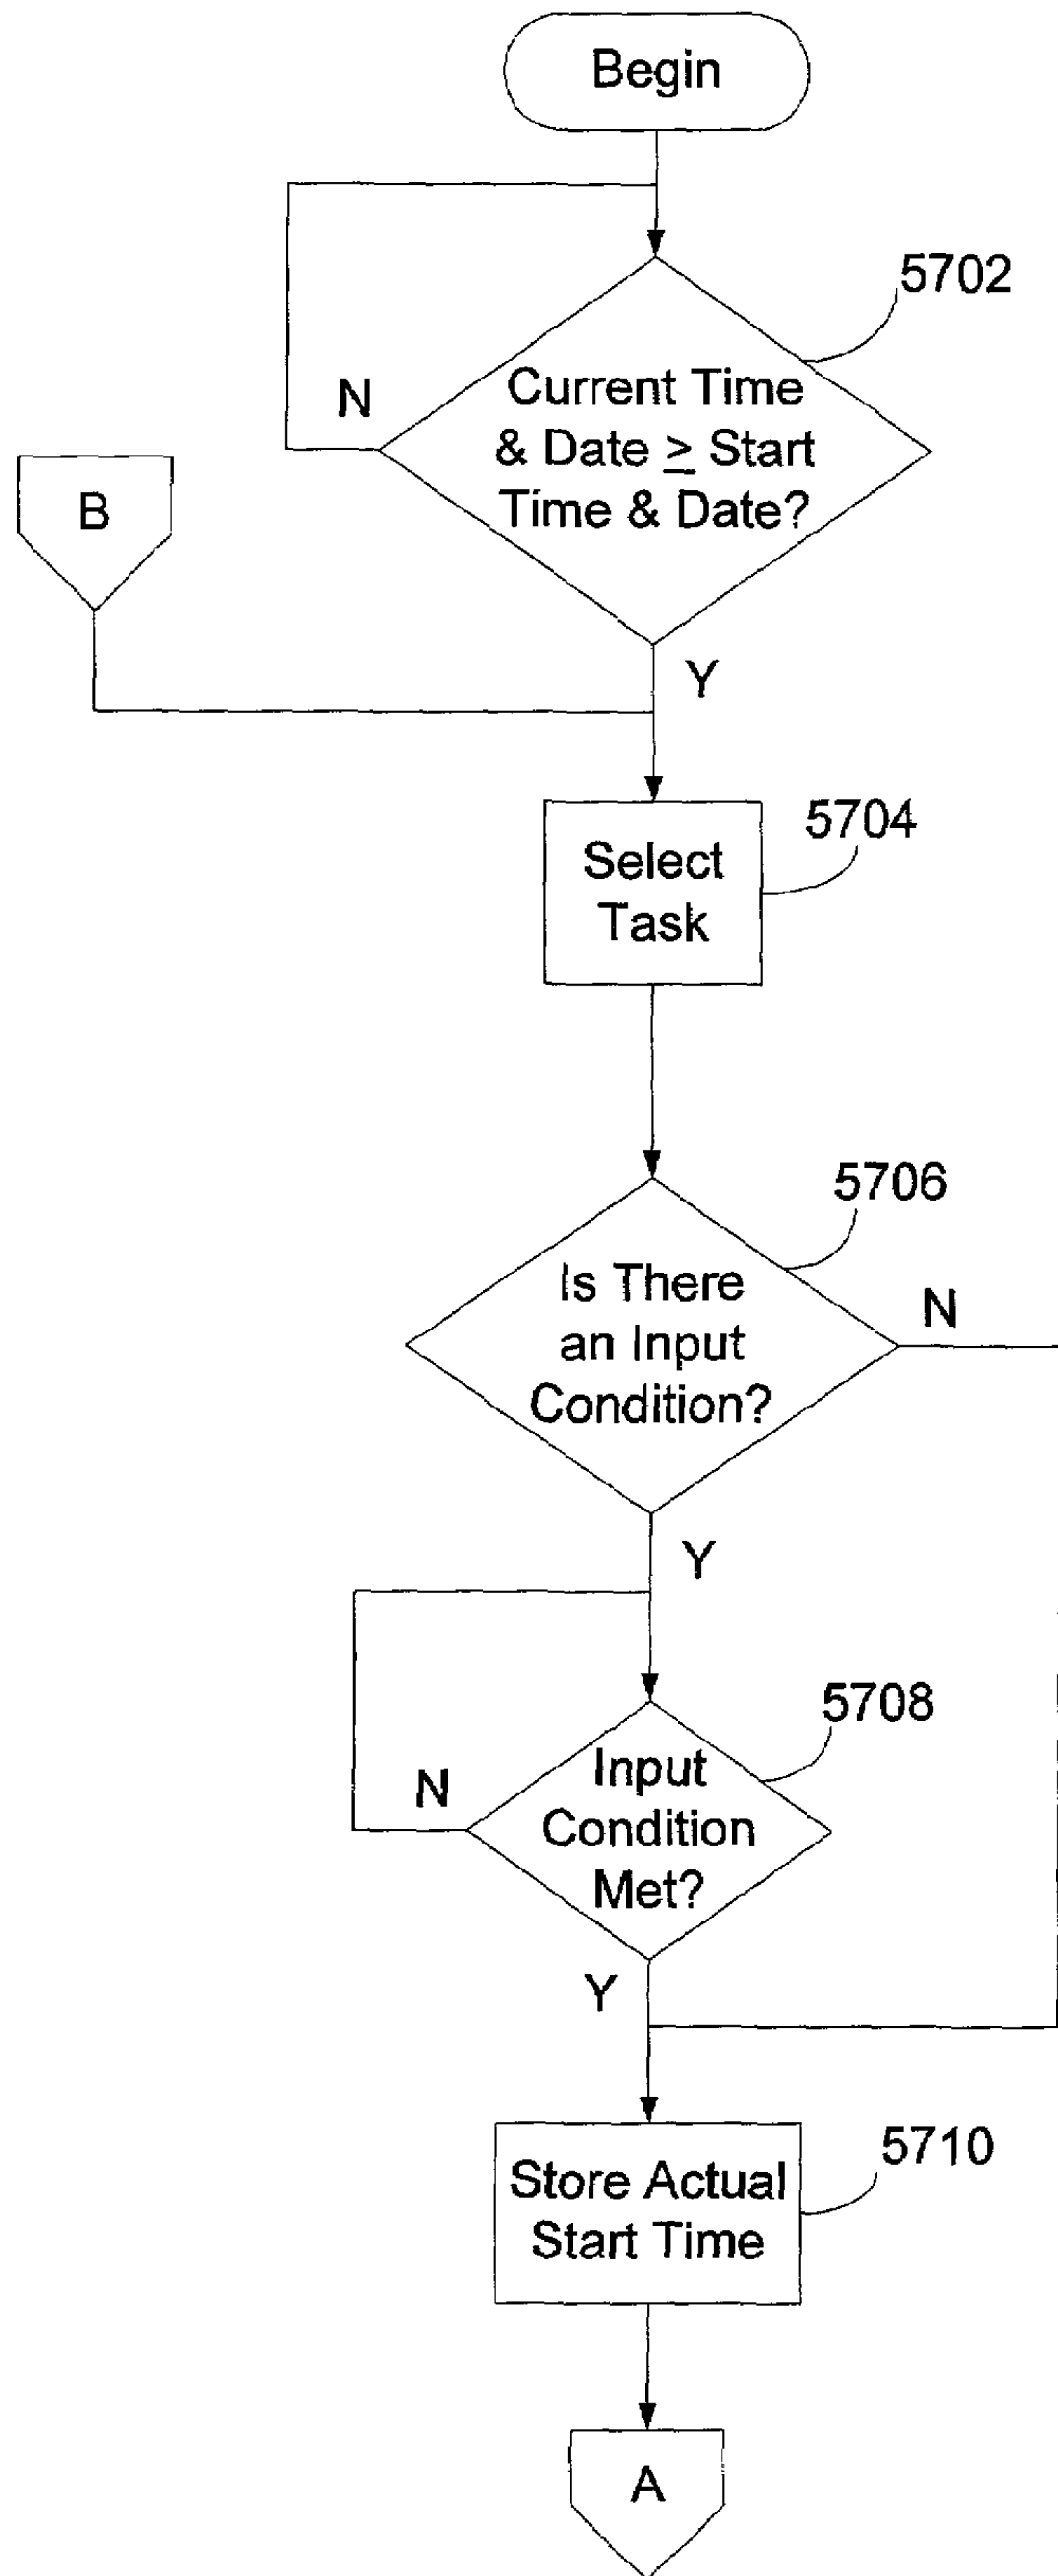 Begin
5702
Current Time
& Date ≥ Start
Time & Date?
N
B
Y
5704
Select
Task
5706
Is There
an Input
Condition?
N
Y
5708
Input
Condition
Met?
N
Y
5710
Store Actual
Start Time
A